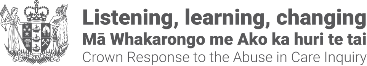 Listening, learning, changing
Mā Whakarongo me Ako ka huri te tai
Crown Response to the Abuse in Care Inquiry